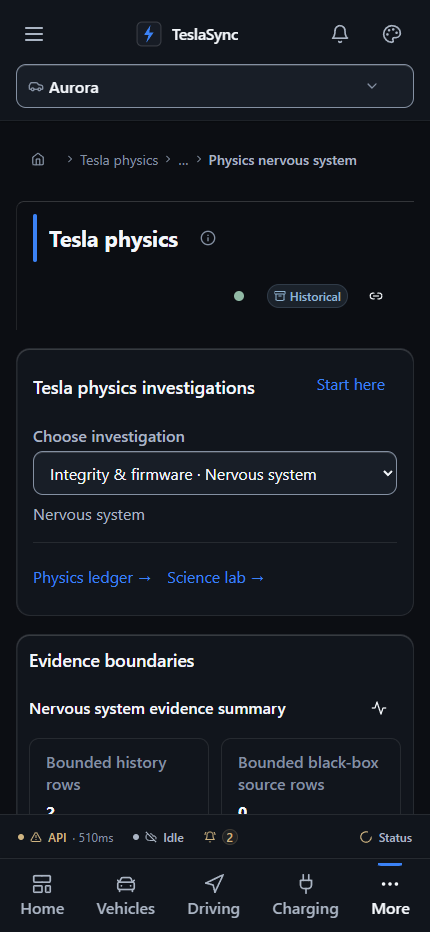 TeslaSync
Aurora
Tesla physics › ... › Physics nervous system
Tesla physics
Historical
Tesla physics investigations
Start here
Choose investigation
Integrity & firmware · Nervous system
Nervous system
Physics ledger →
Science lab →
Evidence boundaries
Nervous system evidence summary
Bounded history
rows
Bounded black-box
source rows
API · 510ms
Idle
2
Status
Home
Vehicles
Driving
Charging
More